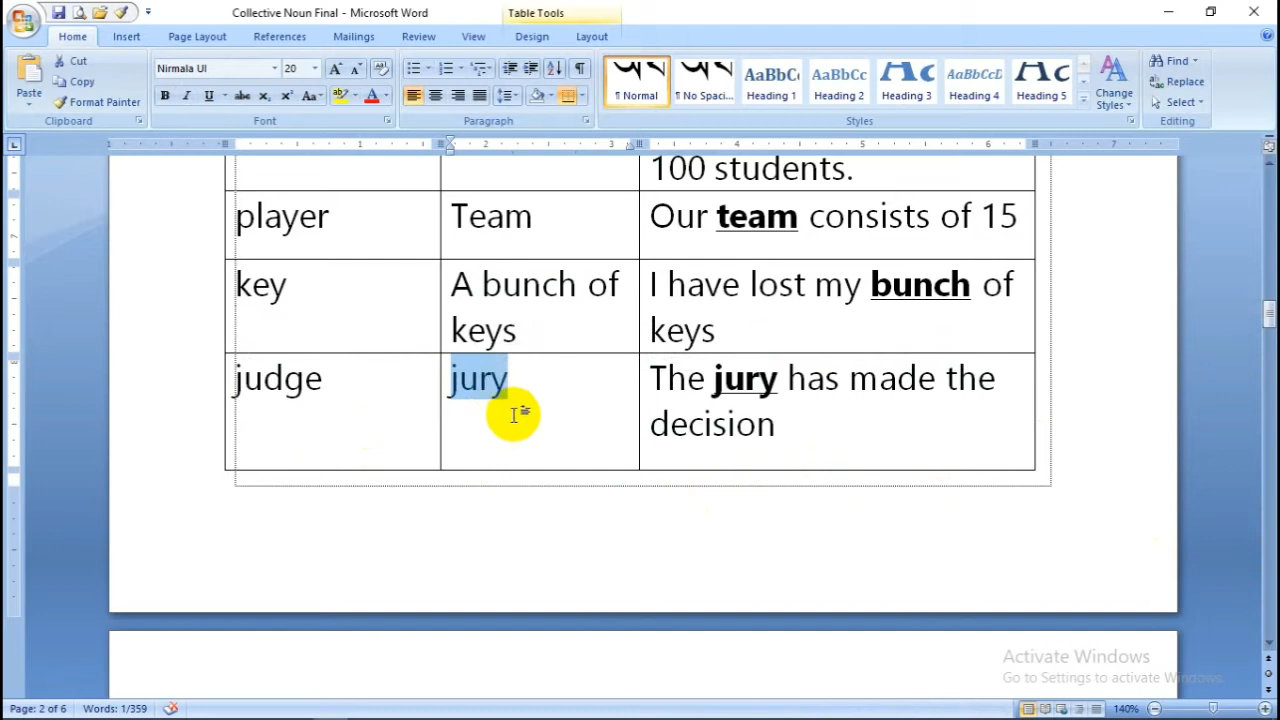 Collective Noun Final - Microsoft Word
Table Tools
Home Insert Page Layout References Mailings Review View Design Layout
Paste
Cut
Copy
Format Painter
Clipboard
Nirmala UI 20
Font
Paragraph
¶ Normal
¶ No Spaci...
AaBbCc Heading 1
AaBbCc Heading 2
Heading 3
AaBbCcD Heading 4
Heading 5
Change Styles
Styles
Find
Replace
Select
Editing
100 students.
player Team Our team consists of 15
key A bunch of I have lost my bunch of
keys keys
judge jury The jury has made the
decision
Activate Windows
Go to Settings to activate Windows.
Page: 2 of 6 Words: 1/359 140%